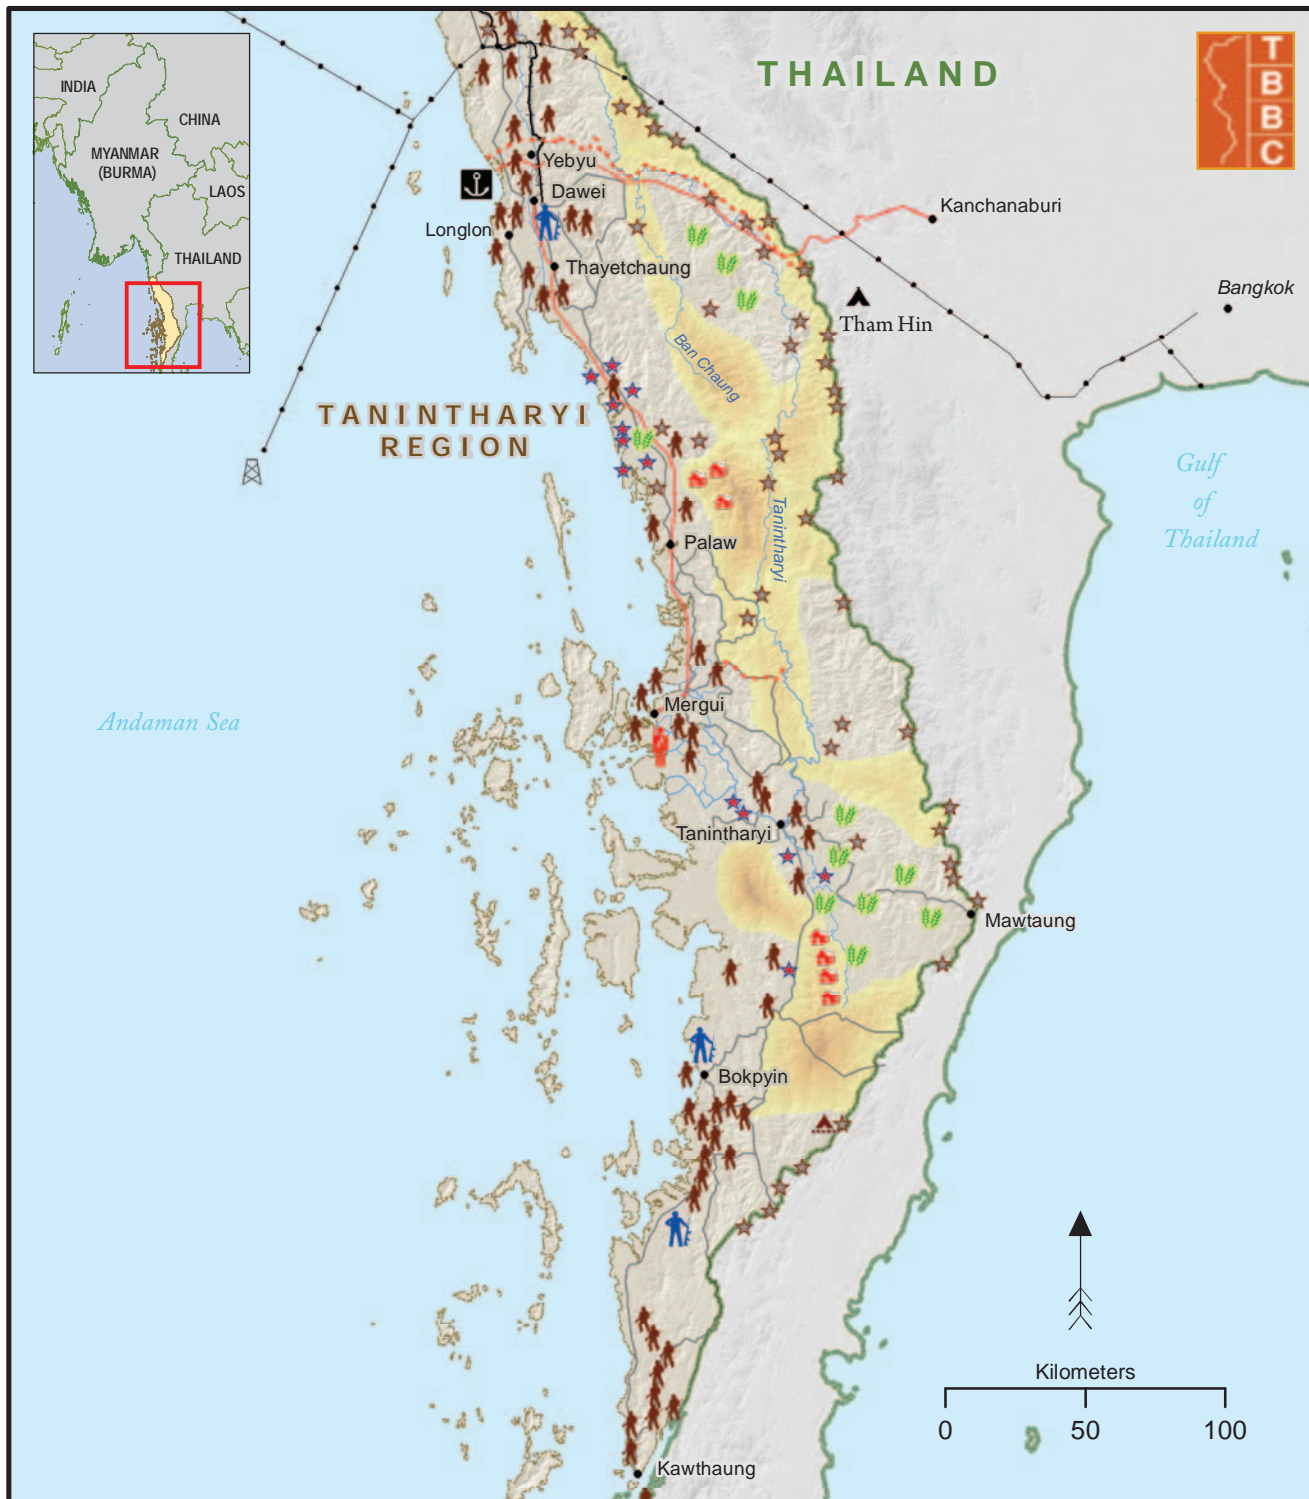 THAILAND
T
B
B
C
INDIA
CHINA
MYANMAR
(BURMA)
LAOS
THAILAND
Yebyu
Dawei
Longlon
Kanchanaburi
Thayetchaung
Bangkok
Tham Hin
Ban Chaung
TANINTHARYI
REGION
Gulf
of
Thailand
Tanintharyi
Palaw
Andaman Sea
Mergui
Tanintharyi
Mawtaung
Bokpyin
Kilometers
0 50 100
Kawthaung